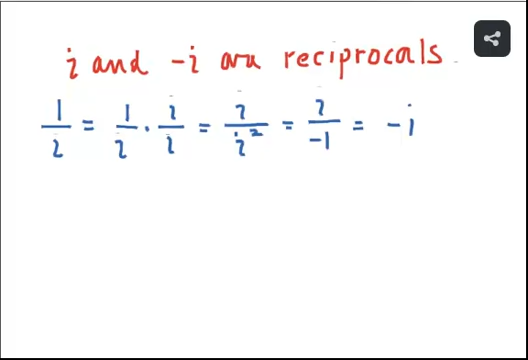 i and -i are reciprocals
1/i = 1/i · i/i = i/i² = i/-1 = -i